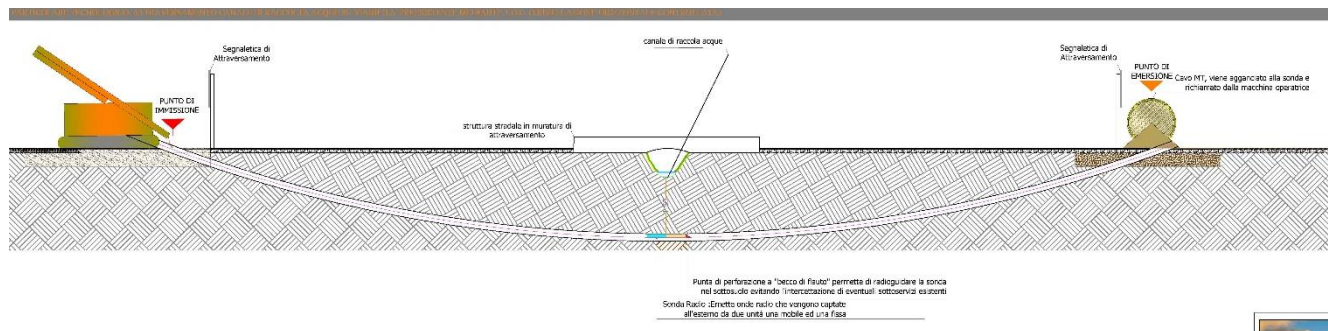 Segnaletica di
Attraversamento
PUNTO DI
IMMISSIONE
canale di raccolta acque
struttura stradale in muratura di
attraversamento
Segnaletica di
Attraversamento
PUNTO DI
EMERSIONE
Cavo MT, viene agganciato alla sonda e
richiamato dalla macchina operatrice
Punta di perforazione a "becco di flauto" permette di radioguidare la sonda
nel sottosuolo evitando l'intercettazione di eventuali sottoservizi esistenti
Sonda Radio :Emette onde radio che vengono captate
all'esterno da due unità una mobile ed una fissa